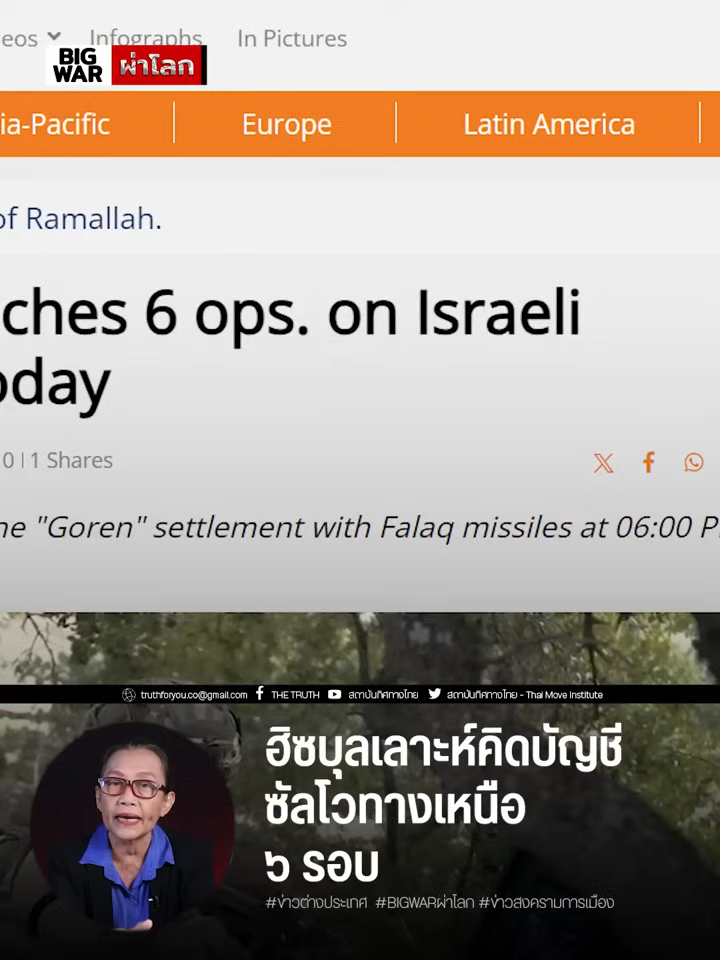 eos Infographs In Pictures
BIG WAR ผ่าโลก
ia-Pacific Europe Latin America
of Ramallah.
ches 6 ops. on Israeli
oday
0 | 1 Shares
ne "Goren" settlement with Falaq missiles at 06:00 P
truthforyou.co@gmail.com THE TRUTH สถาบันทิศทางไทย สถาบันทิศทางไทย - Thai Move Institute
ฮิซบุลเลาะห์คิดบัญชี
ซัลโวทางเหนือ
๖ รอบ
#ข่าวต่างประเทศ #BIGWARผ่าโลก #ข่าวสงครามการเมือง